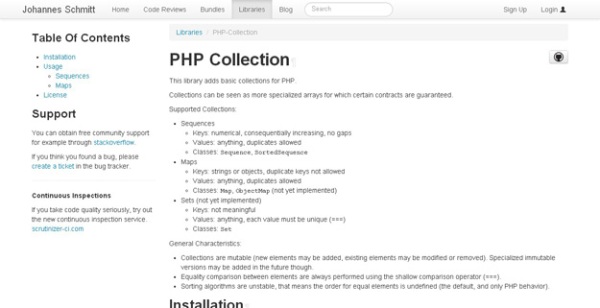 Johannes Schmitt
Home
Code Reviews
Bundles
Libraries
Blog
Search
Sign Up
Login
Table Of Contents
Installation
Usage
Sequences
Maps
License
Support
You can obtain free community support
for example through stackoverflow.
If you think you found a bug, please
create a ticket in the bug tracker.
Continuous Inspections
If you take code quality seriously, try out
the new continuous inspection service.
scrutinizer-ci.com
Libraries / PHP-Collection
PHP Collection
This library adds basic collections for PHP.
Collections can be seen as more specialized arrays for which certain contracts are guaranteed.
Supported Collections:
Sequences
Keys: numerical, consequentially increasing, no gaps
Values: anything, duplicates allowed
Classes: Sequence, SortedSequence
Maps
Keys: strings or objects, duplicate keys not allowed
Values: anything, duplicates allowed
Classes: Map, ObjectMap (not yet implemented)
Sets (not yet implemented)
Keys: not meaningful
Values: anything, each value must be unique (===)
Classes: Set
General Characteristics:
Collections are mutable (new elements may be added, existing elements may be modified or removed). Specialized immutable
versions may be added in the future though.
Equality comparison between elements are always performed using the shallow comparison operator (===).
Sorting algorithms are unstable, that means the order for equal elements is undefined (the default, and only PHP behavior).
Installation